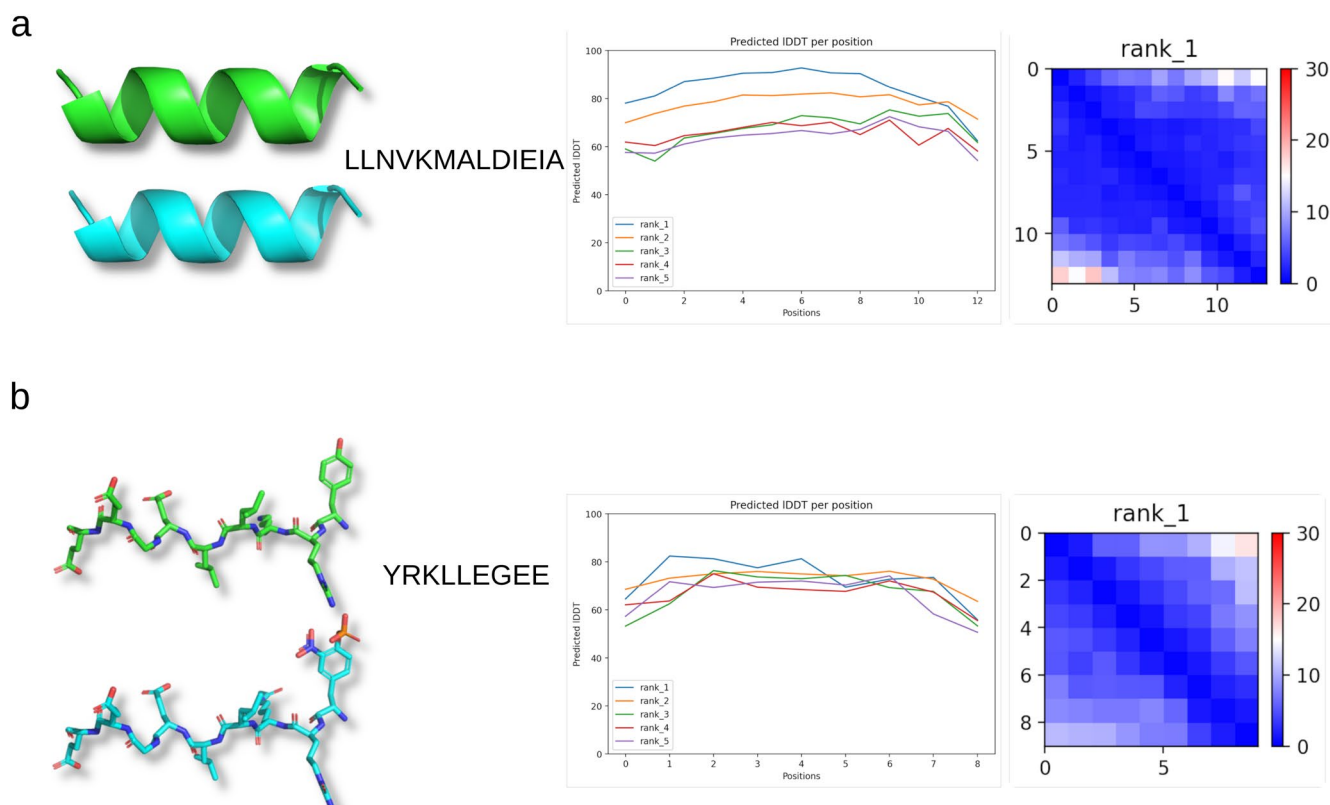 a
LLNVKMALDIEIA
Predicted lDDT per position
100
80
60
40
20
0
Predicted lDDT
rank_1
rank_2
rank_3
rank_4
rank_5
0 2 4 6 8 10 12
Positions
rank_1
0
5
10
0 5 10
30
20
10
0
b
YRKLLEGEE
Predicted lDDT per position
100
80
60
40
20
0
Predicted lDDT
rank_1
rank_2
rank_3
rank_4
rank_5
0 1 2 3 4 5 6 7 8
Positions
rank_1
0
2
4
6
8
0 5
30
20
10
0